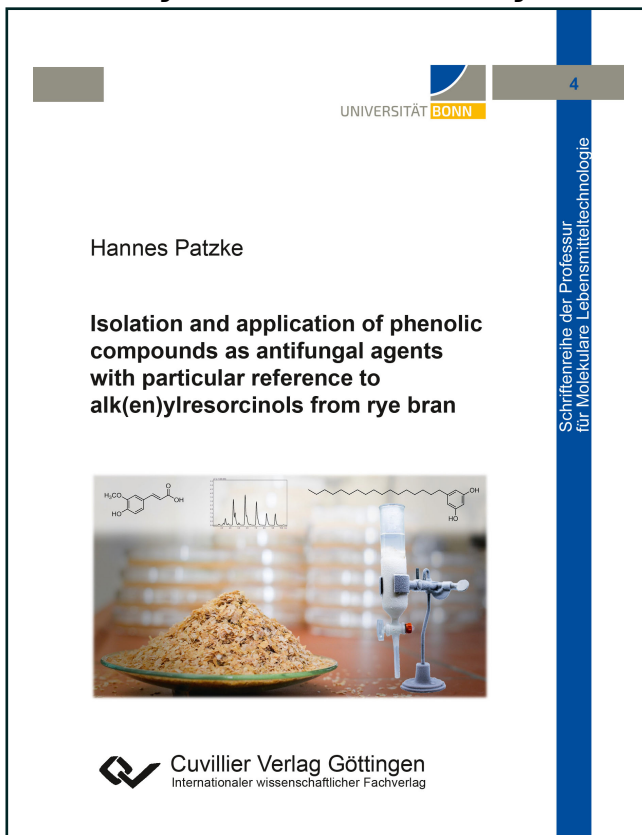 4
UNIVERSITÄT BONN
Schriftenreihe der Professur
für Molekulare Lebensmitteltechnologie
Hannes Patzke
Isolation and application of phenolic
compounds as antifungal agents
with particular reference to
alk(en)ylresorcinols from rye bran
H₃CO
HO
O
OH
OH
HO
Cuvillier Verlag Göttingen
Internationaler wissenschaftlicher Fachverlag